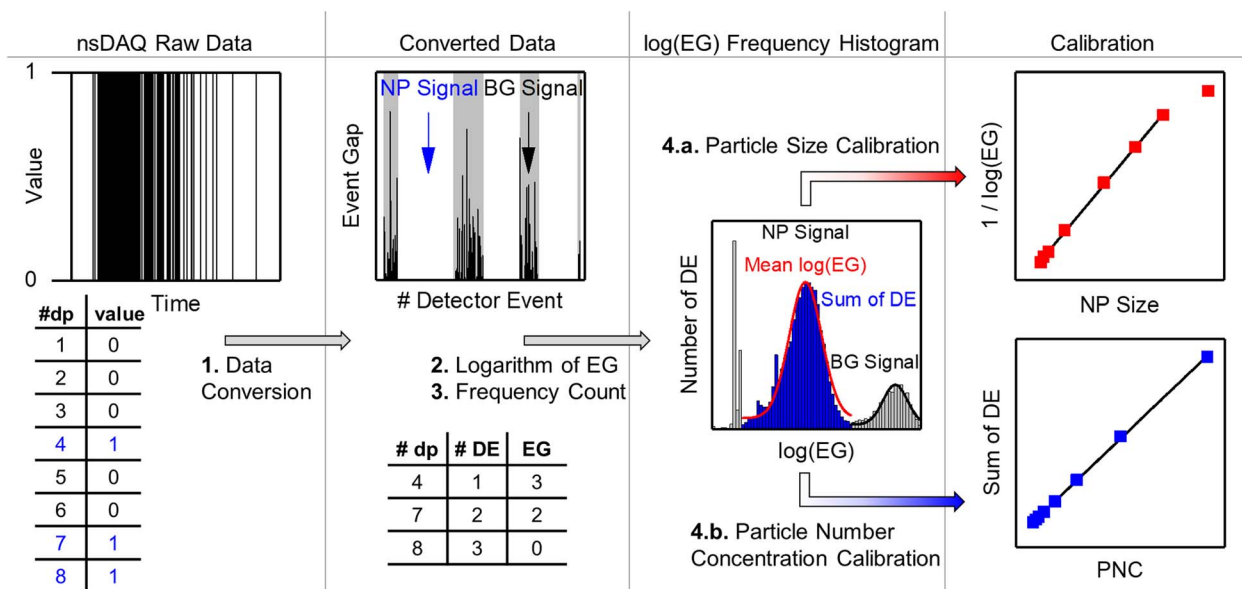 nsDAQ Raw Data
1
Value
0
Time
#dp value
1 0
2 0
3 0
4 1
5 0
6 0
7 1
8 1
1. Data
Conversion
Converted Data
NP Signal BG Signal
Event Gap
# Detector Event
2. Logarithm of EG
3. Frequency Count
# dp # DE EG
4 1 3
7 2 2
8 3 0
log(EG) Frequency Histogram
4.a. Particle Size Calibration
NP Signal
Mean log(EG)
Sum of DE
BG Signal
Number of DE
log(EG)
4.b. Particle Number
Concentration Calibration
Calibration
1 / log(EG)
NP Size
Sum of DE
PNC